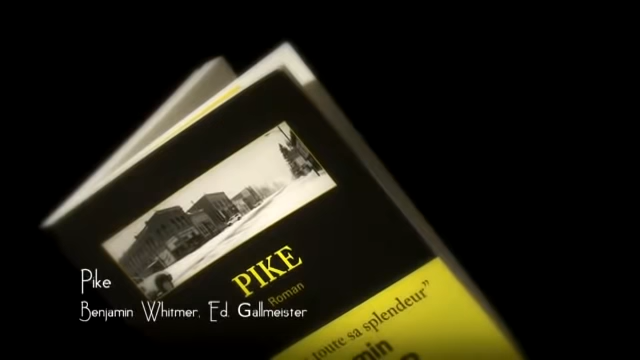 PIKE
Roman
toute sa splendeur”
Pike
Benjamin Whitmer, Ed. Gallmeister